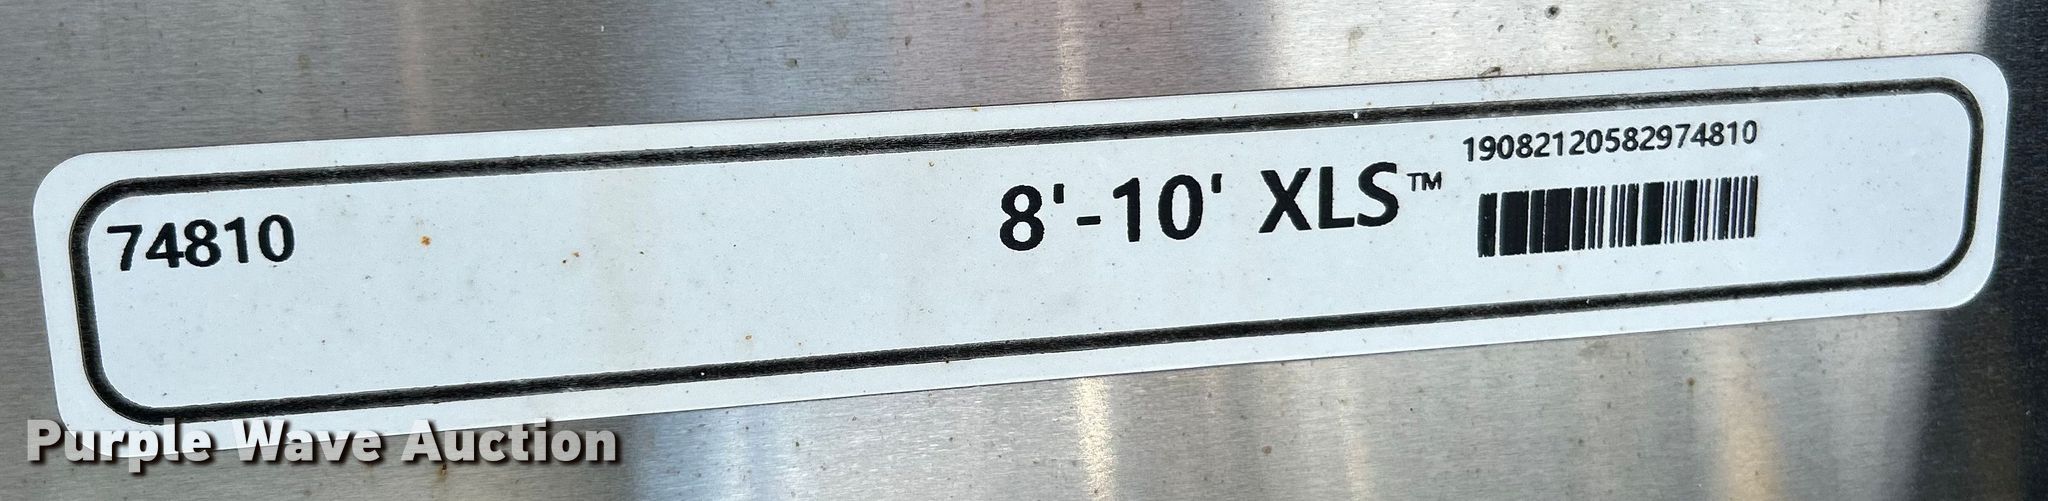 19082120582974810
74810 8'-10' XLS™
Purple Wave Auction